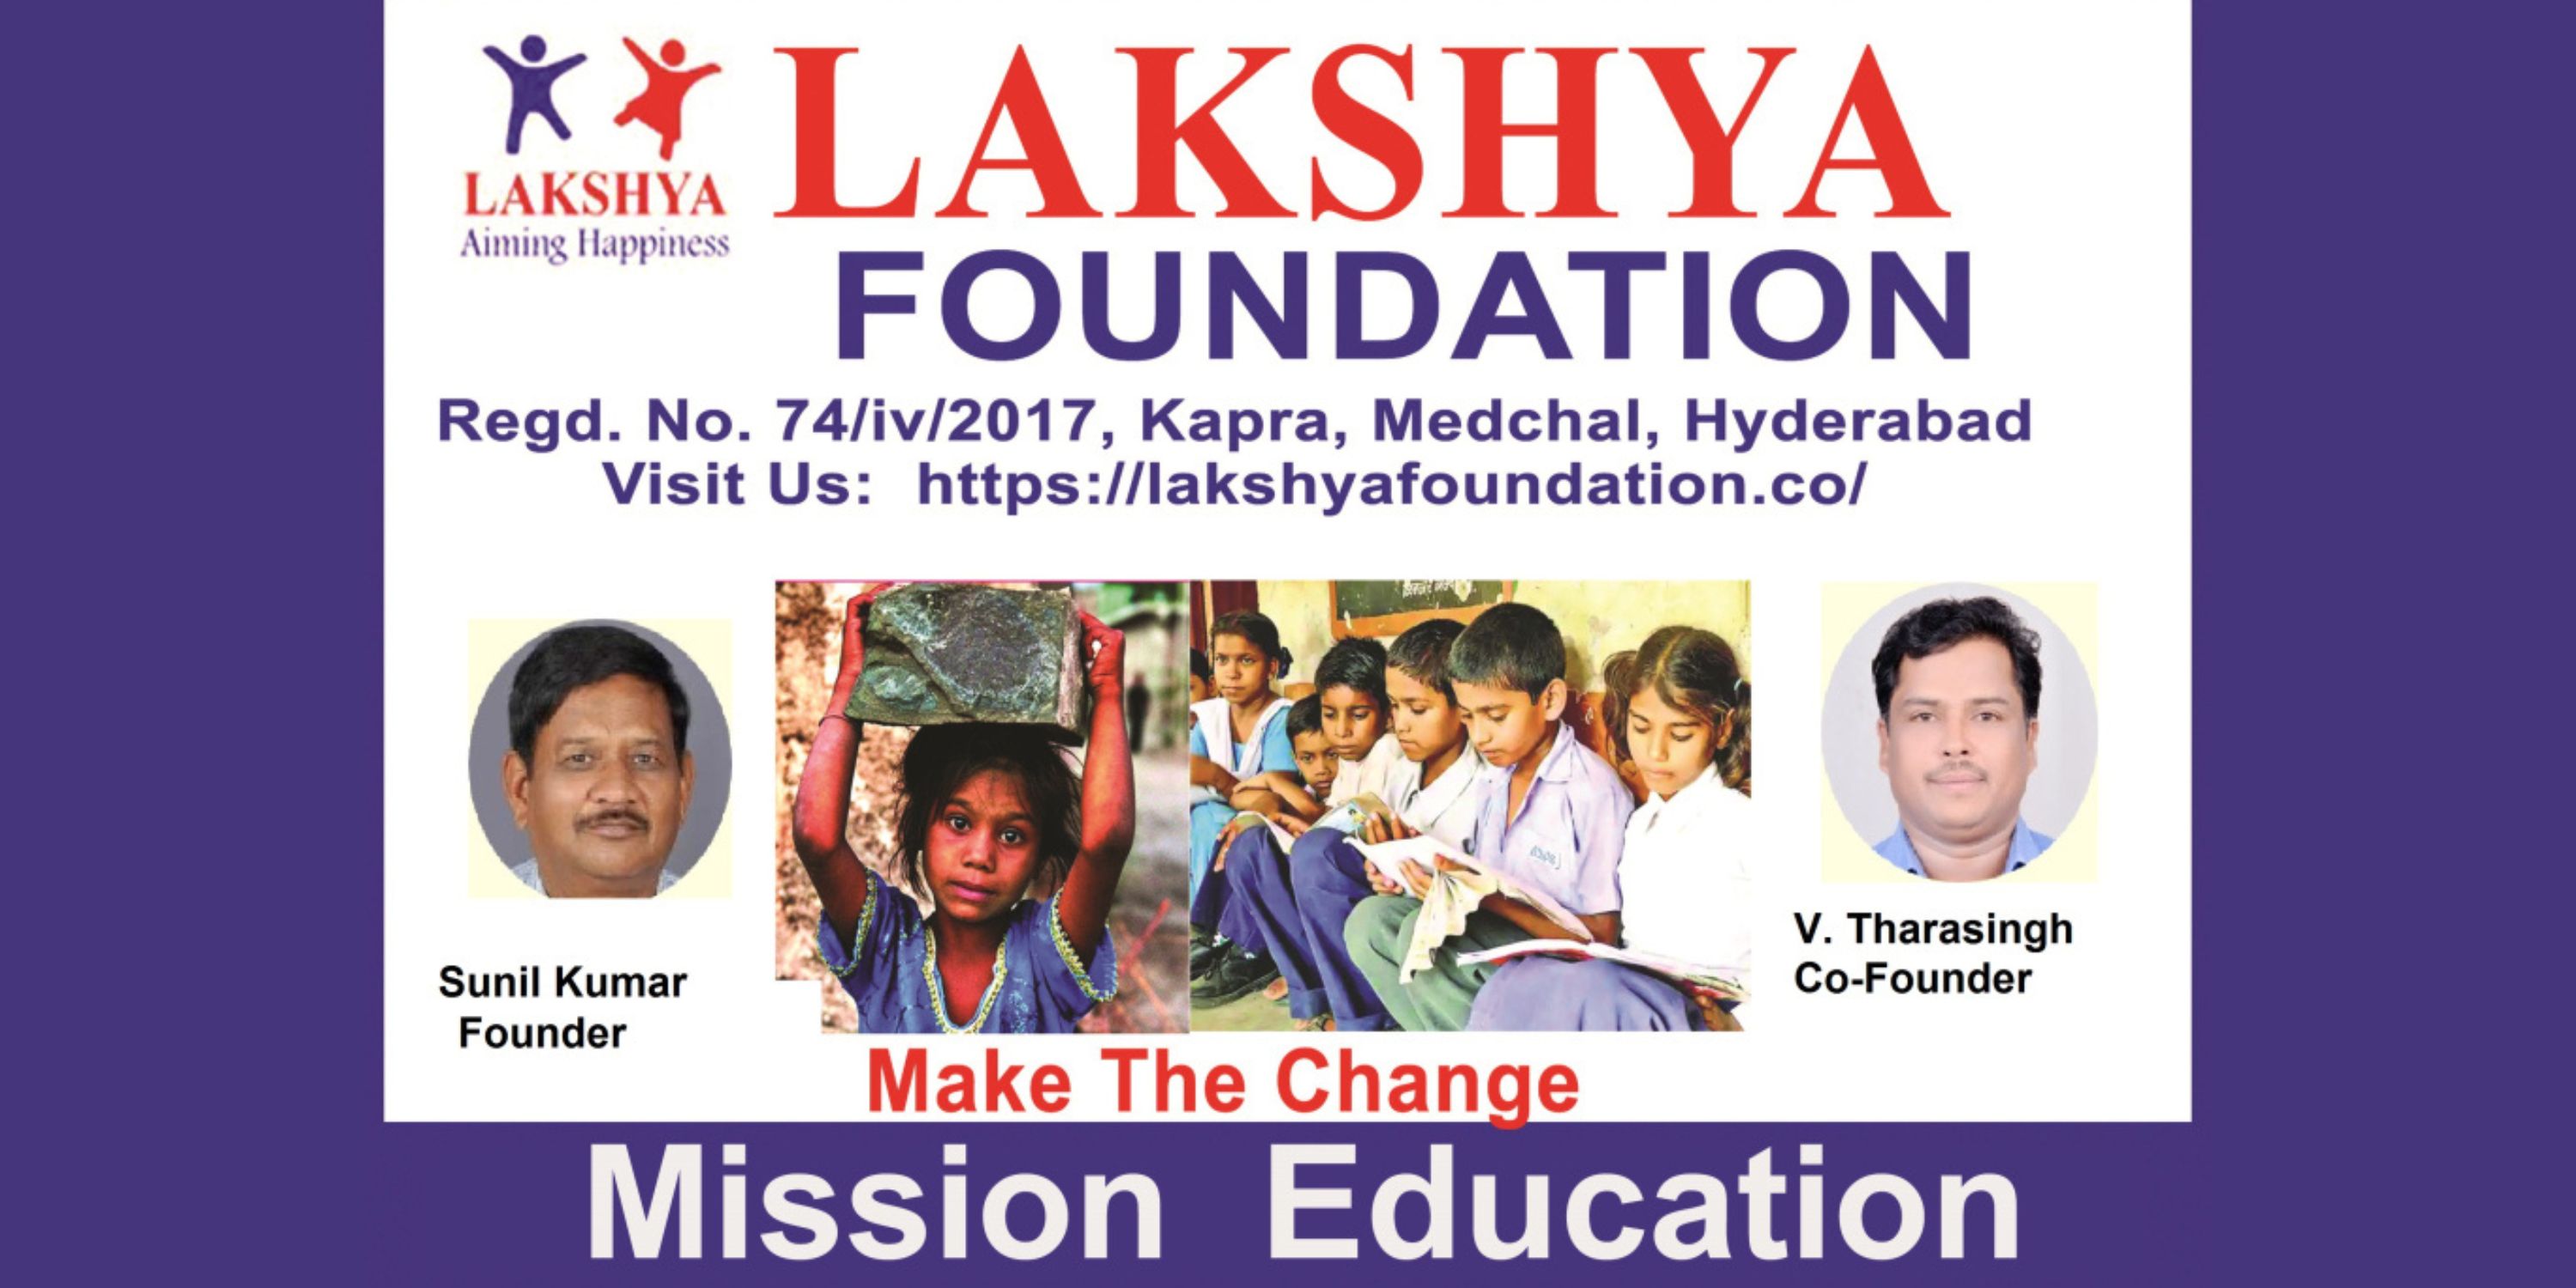 LAKSHYA
Aiming Happiness
LAKSHYA
FOUNDATION
Regd. No. 74/iv/2017, Kapra, Medchal, Hyderabad
Visit Us: https://lakshyafoundation.co/
Sunil Kumar
Founder
V. Tharasingh
Co-Founder
Make The Change
Mission Education